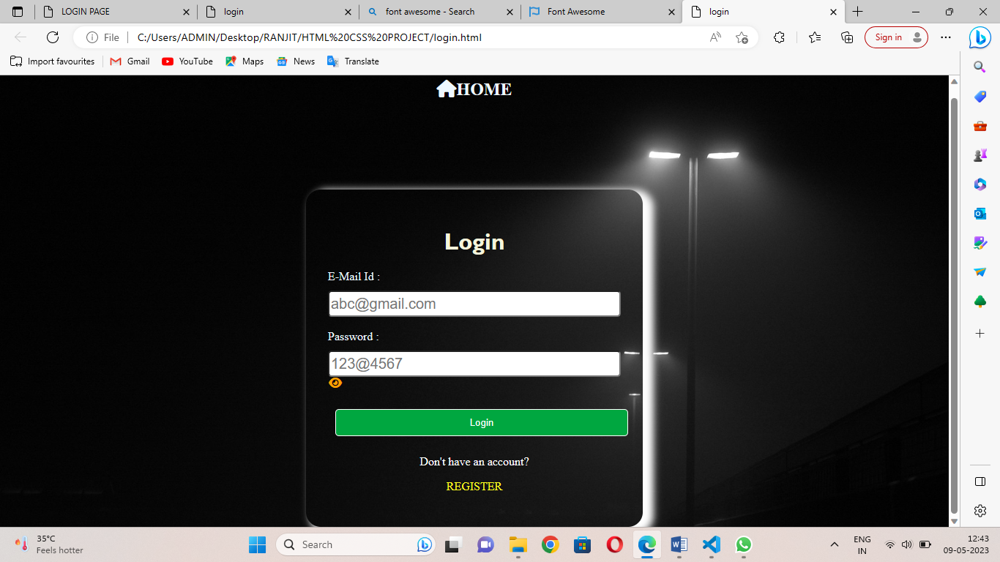 LOGIN PAGE
login
font awesome - Search
Font Awesome
login
File
C:/Users/ADMIN/Desktop/RANJIT/HTML%20CSS%20PROJECT/login.html
Sign in
Import favourites
Gmail
YouTube
Maps
News
Translate
HOME
Login
E-Mail Id :
abc@gmail.com
Password :
123@4567
Login
Don't have an account?
REGISTER
35°C
Feels hotter
Search
ENG
IN
12:43
09-05-2023